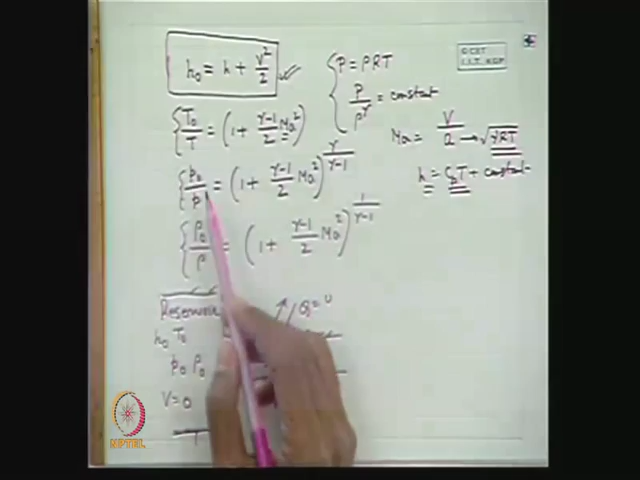 h₀ = h + V²/2
p = ρRT
p/ρ^γ = constant
T₀/T = (1 + (γ-1)/2 Ma²)
Ma = V/a → √γRT
p₀/p = (1 + (γ-1)/2 Ma²)^(γ/(γ-1))
h = CpT + constant
ρ₀/ρ = (1 + (γ-1)/2 Ma²)^(1/(γ-1))
Reservoir
h₀ T₀
p₀ ρ₀
V = 0
© CET
I.I.T. KGP
NPTEL